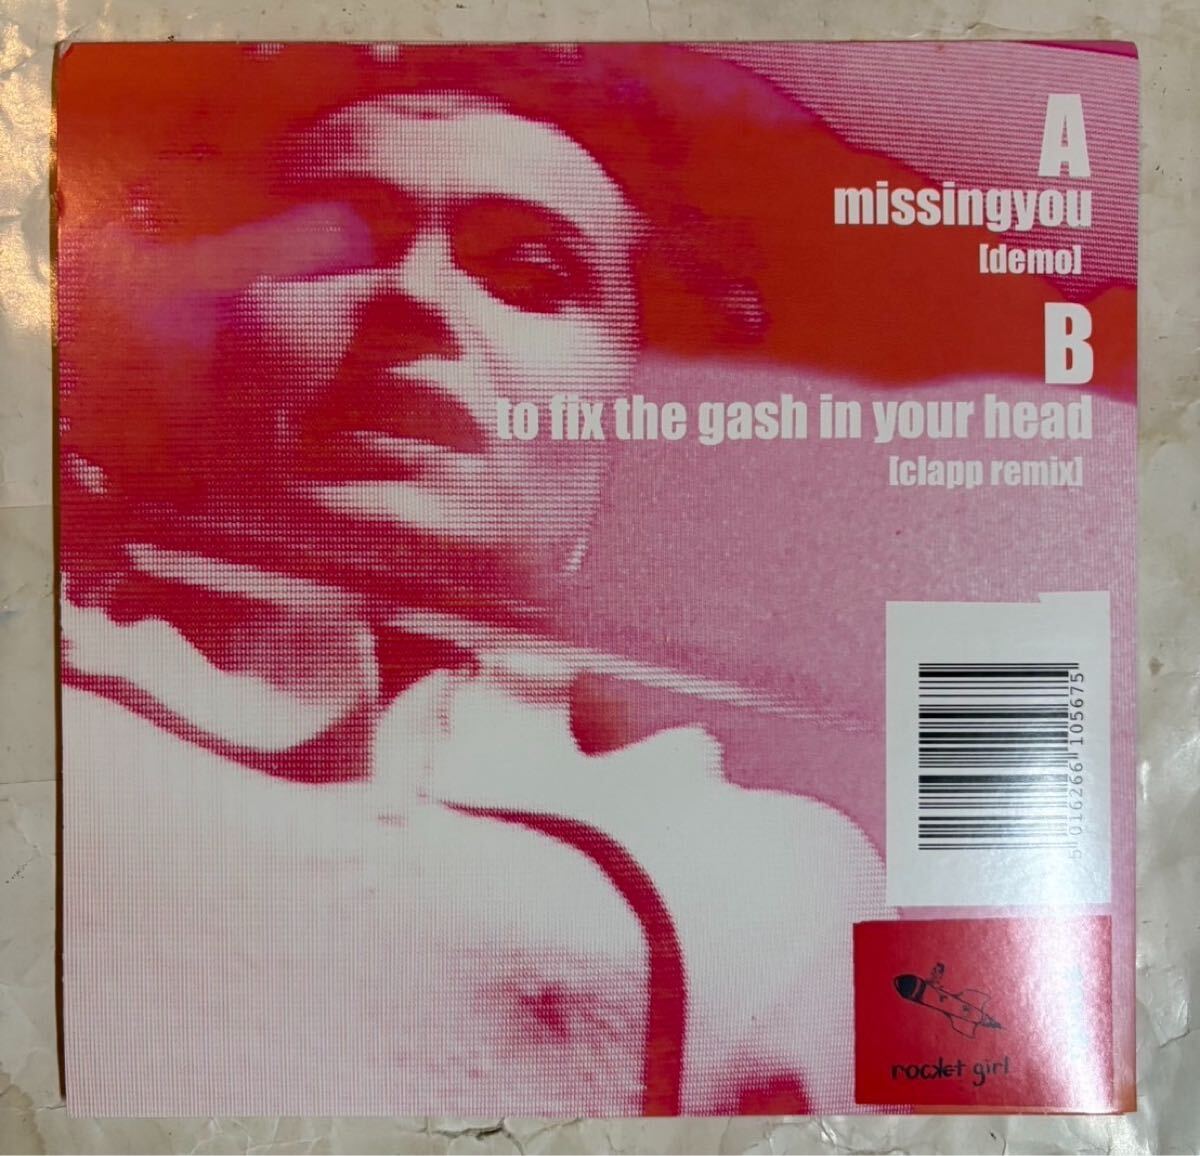 A
missingyou
[demo]
B
to fix the gash in your head
[clapp remix]
5 016266 105675
rocket girl